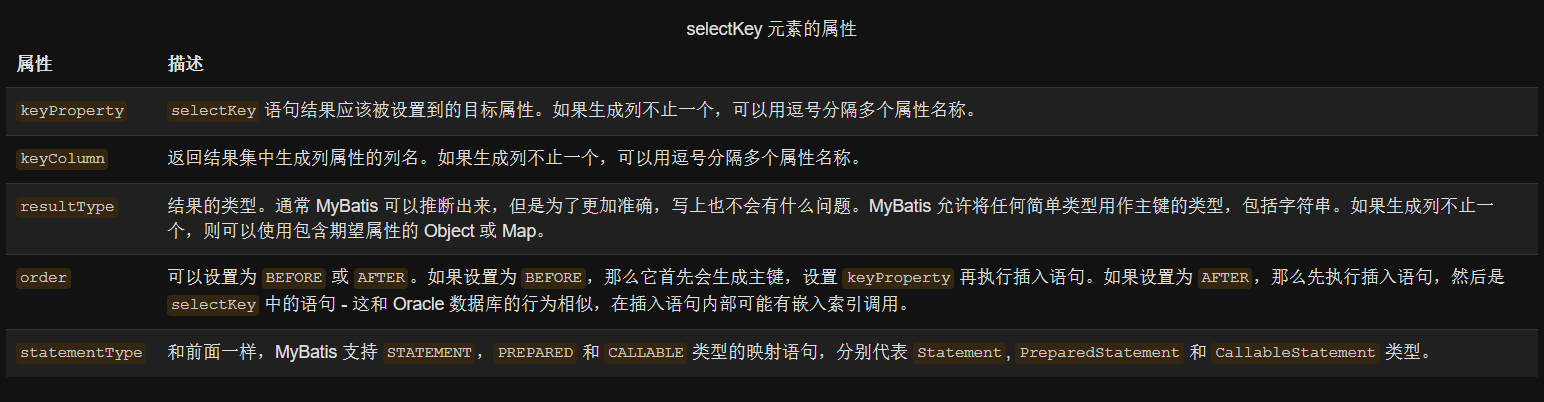 selectKey 元素的属性
属性 描述
keyProperty selectKey 语句结果应该被设置到的目标属性。如果生成列不止一个，可以用逗号分隔多个属性名称。
keyColumn 返回结果集中生成列属性的列名。如果生成列不止一个，可以用逗号分隔多个属性名称。
resultType 结果的类型。通常 MyBatis 可以推断出来，但是为了更加准确，写上也不会有什么问题。MyBatis 允许将任何简单类型用作主键的类型，包括字符串。如果生成列不止一
个，则可以使用包含期望属性的 Object 或 Map。
order 可以设置为 BEFORE 或 AFTER。如果设置为 BEFORE，那么它首先会生成主键，设置 keyProperty 再执行插入语句。如果设置为 AFTER，那么先执行插入语句，然后是
selectKey 中的语句 - 这和 Oracle 数据库的行为相似，在插入语句内部可能有嵌入索引调用。
statementType 和前面一样，MyBatis 支持 STATEMENT，PREPARED 和 CALLABLE 类型的映射语句，分别代表 Statement, PreparedStatement 和 CallableStatement 类型。